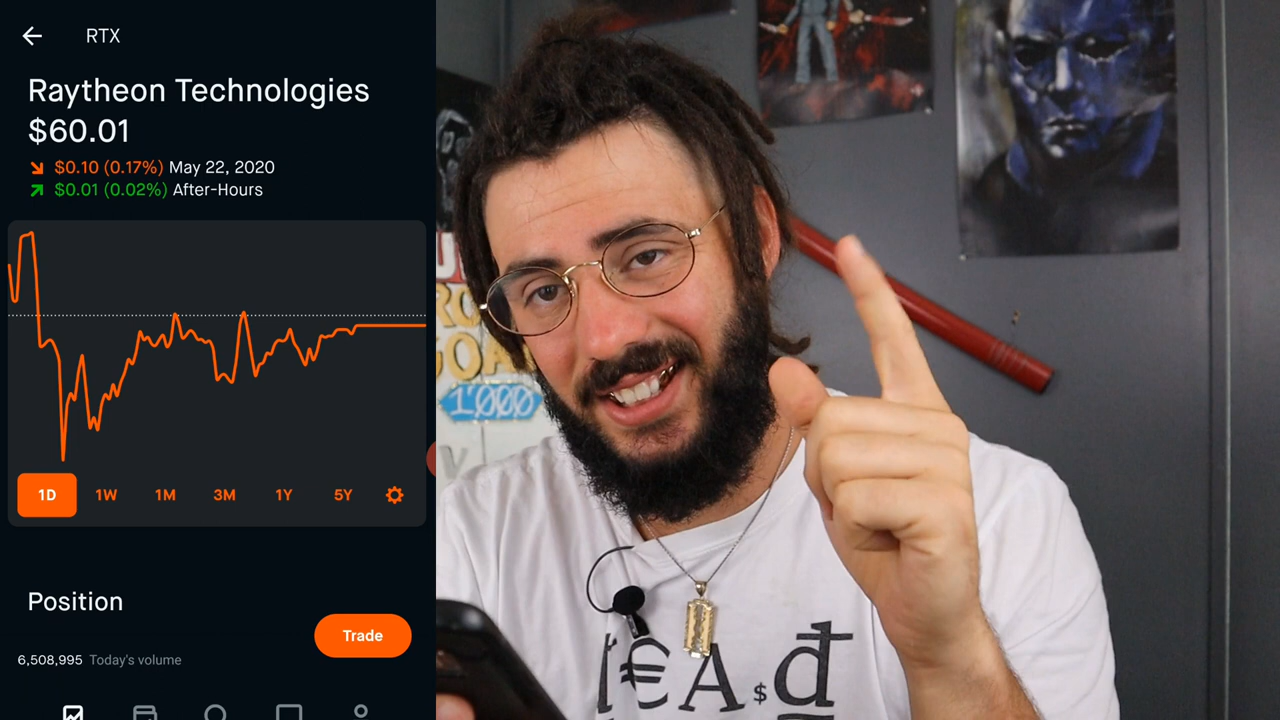 RTX
Raytheon Technologies
$60.01
$0.10 (0.17%) May 22, 2020
$0.01 (0.02%) After-Hours
1D 1W 1M 3M 1Y 5Y
Position
Trade
6,508,995 Today's volume
1'000